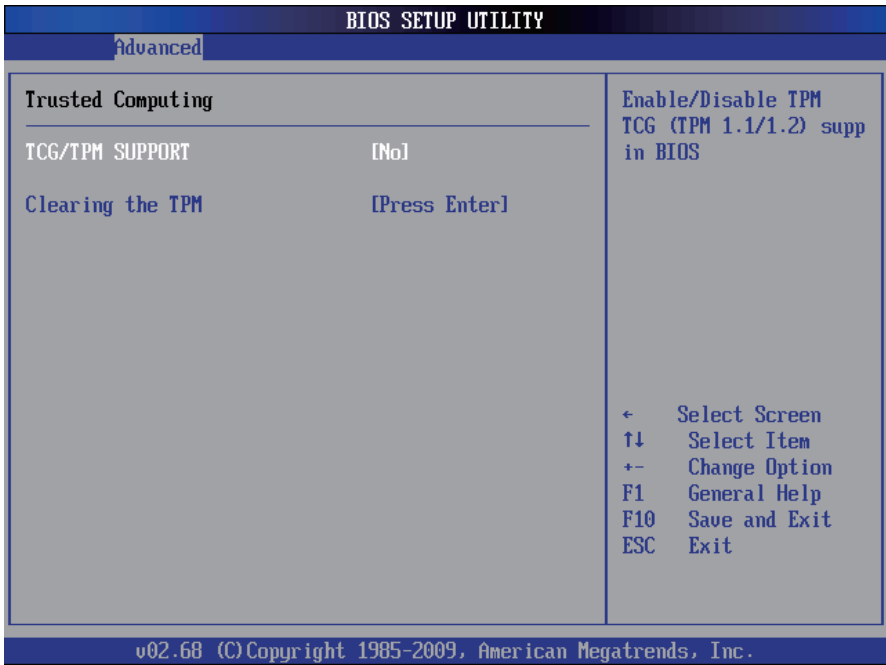 BIOS SETUP UTILITY
Advanced
Trusted Computing
TCG/TPM SUPPORT [No]
Clearing the TPM [Press Enter]
Enable/Disable TPM
TCG (TPM 1.1/1.2) supp
in BIOS
← Select Screen
↑↓ Select Item
+- Change Option
F1 General Help
F10 Save and Exit
ESC Exit
v02.68 (C)Copyright 1985-2009, American Megatrends, Inc.